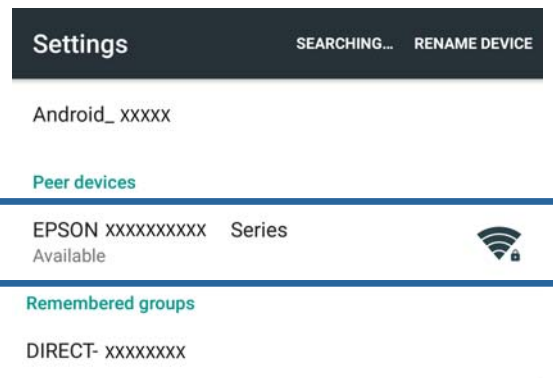 Settings SEARCHING... RENAME DEVICE
Android_ xxxxx
Peer devices
EPSON xxxxxxxxxx Series
Available
Remembered groups
DIRECT- xxxxxxxx